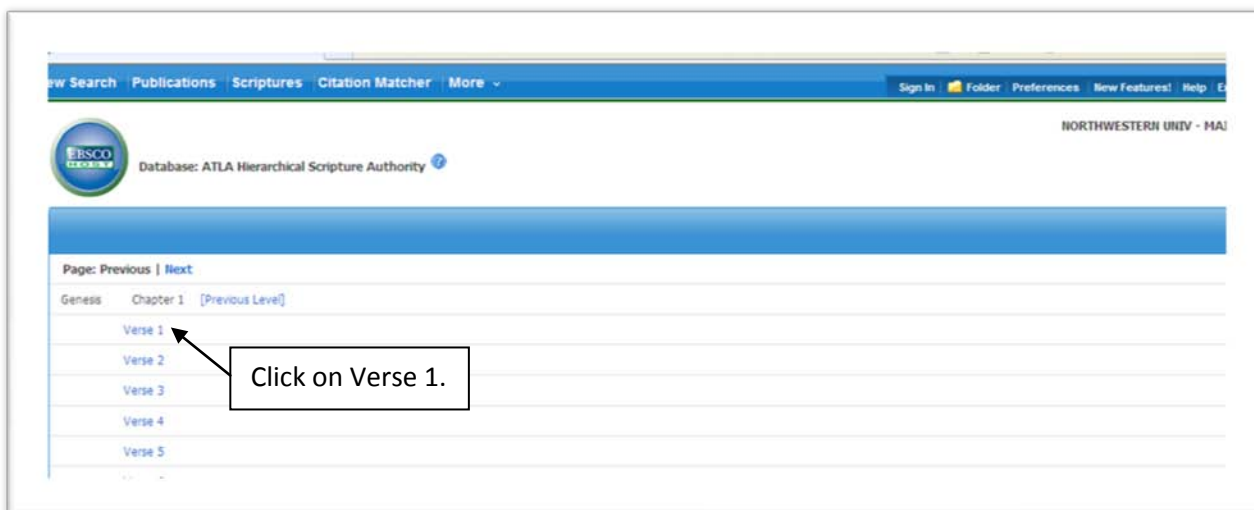 ew Search Publications Scriptures Citation Matcher More
Sign In Folder Preferences New Features! Help
NORTHWESTERN UNIV - MAI
EBSCO
HOST
Database: ATLA Hierarchical Scripture Authority
Page: Previous | Next
Genesis Chapter 1 [Previous Level]
Verse 1
Click on Verse 1.
Verse 2
Verse 3
Verse 4
Verse 5